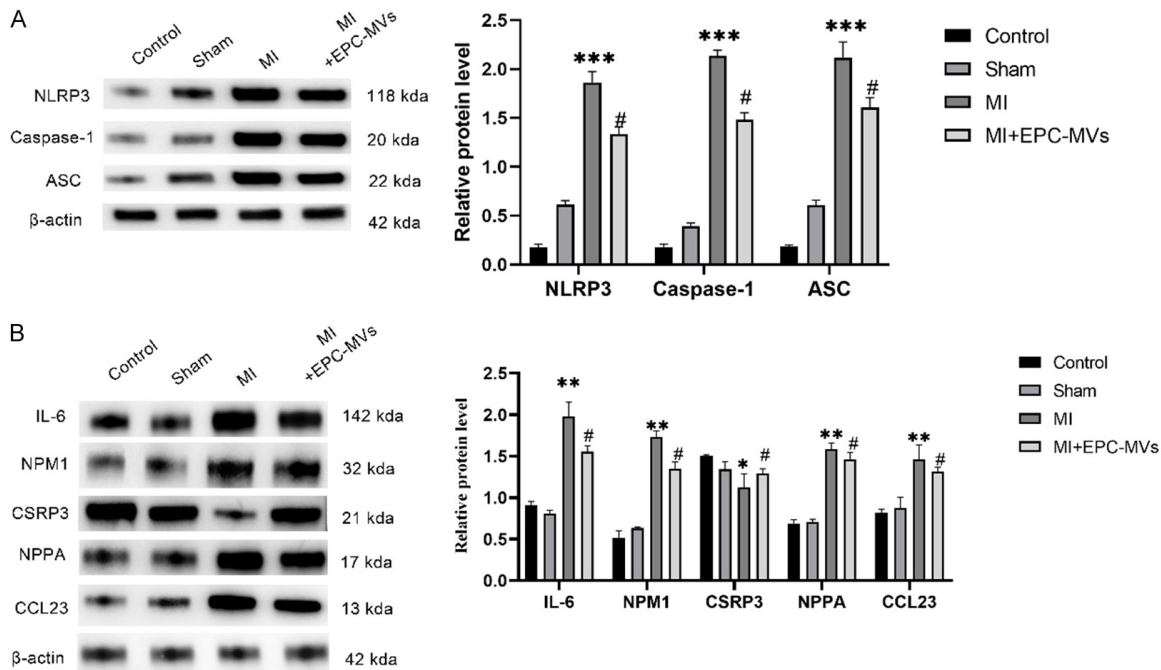 A
Control
Sham
MI
MI
+EPC-MVs
NLRP3
118 kda
Caspase-1
20 kda
ASC
22 kda
β-actin
42 kda
Relative protein level
2.5
2.0
1.5
1.0
0.5
0.0
***
#
***
#
***
#
NLRP3
Caspase-1
ASC
Control
Sham
MI
MI+EPC-MVs
B
Control
Sham
MI
MI
+EPC-MVs
IL-6
142 kda
NPM1
32 kda
CSRP3
21 kda
NPPA
17 kda
CCL23
13 kda
β-actin
42 kda
Relative protein level
2.5
2.0
1.5
1.0
0.5
0.0
**
#
**
#
*
#
**
#
**
#
IL-6
NPM1
CSRP3
NPPA
CCL23
Control
Sham
MI
MI+EPC-MVs